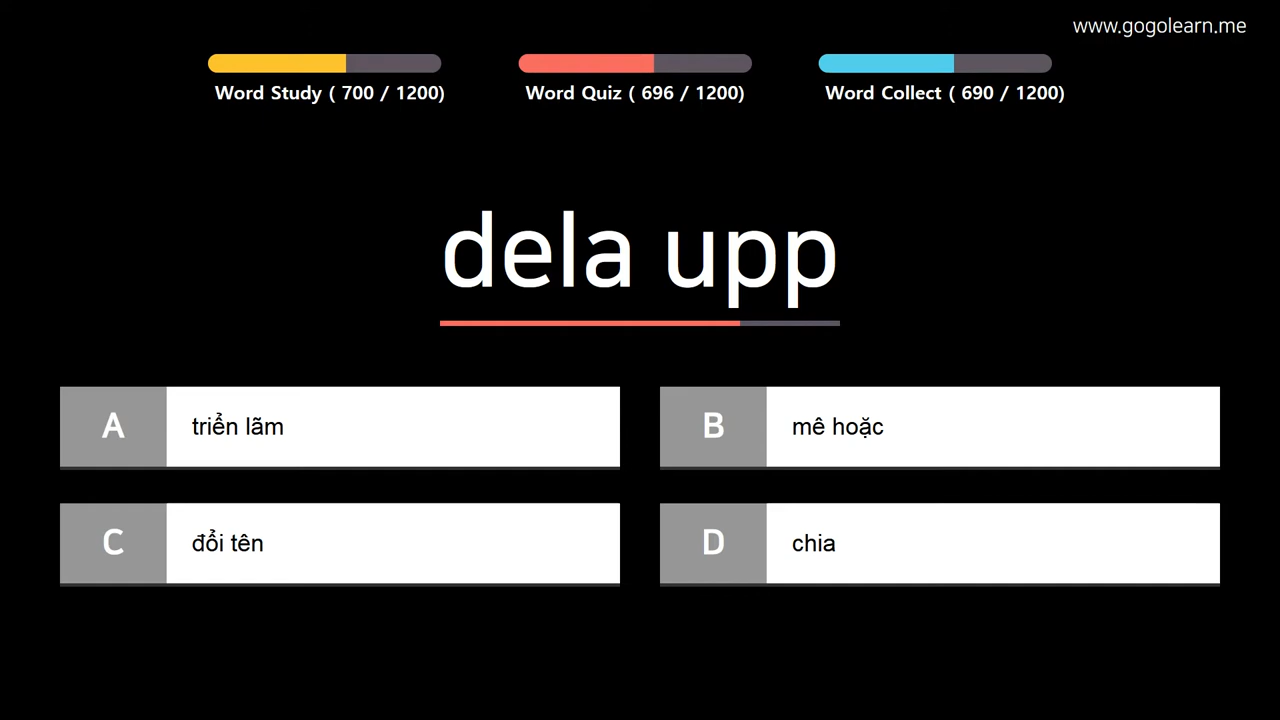 www.gogolearn.me
Word Study ( 700 / 1200)
Word Quiz ( 696 / 1200)
Word Collect ( 690 / 1200)
dela upp
A triển lãm
B mê hoặc
C đổi tên
D chia